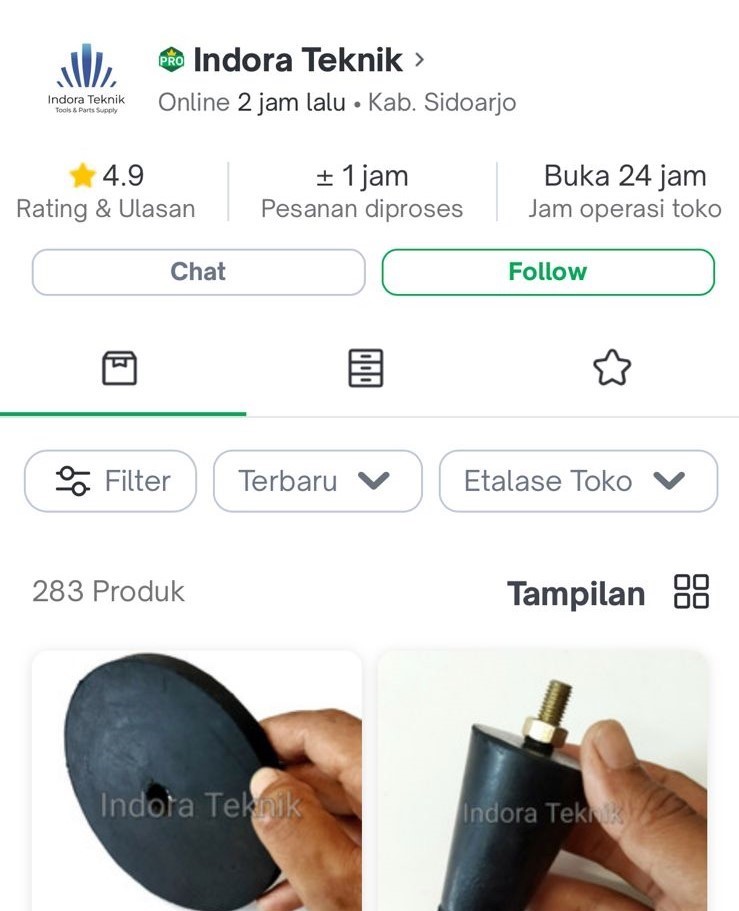 PRO Indora Teknik
Indora Teknik
Tools & Parts Supply
Online 2 jam lalu • Kab. Sidoarjo
4.9
Rating & Ulasan
± 1 jam
Pesanan diproses
Buka 24 jam
Jam operasi toko
Chat
Follow
Filter
Terbaru
Etalase Toko
283 Produk
Tampilan
Indora Teknik
Indora Teknik